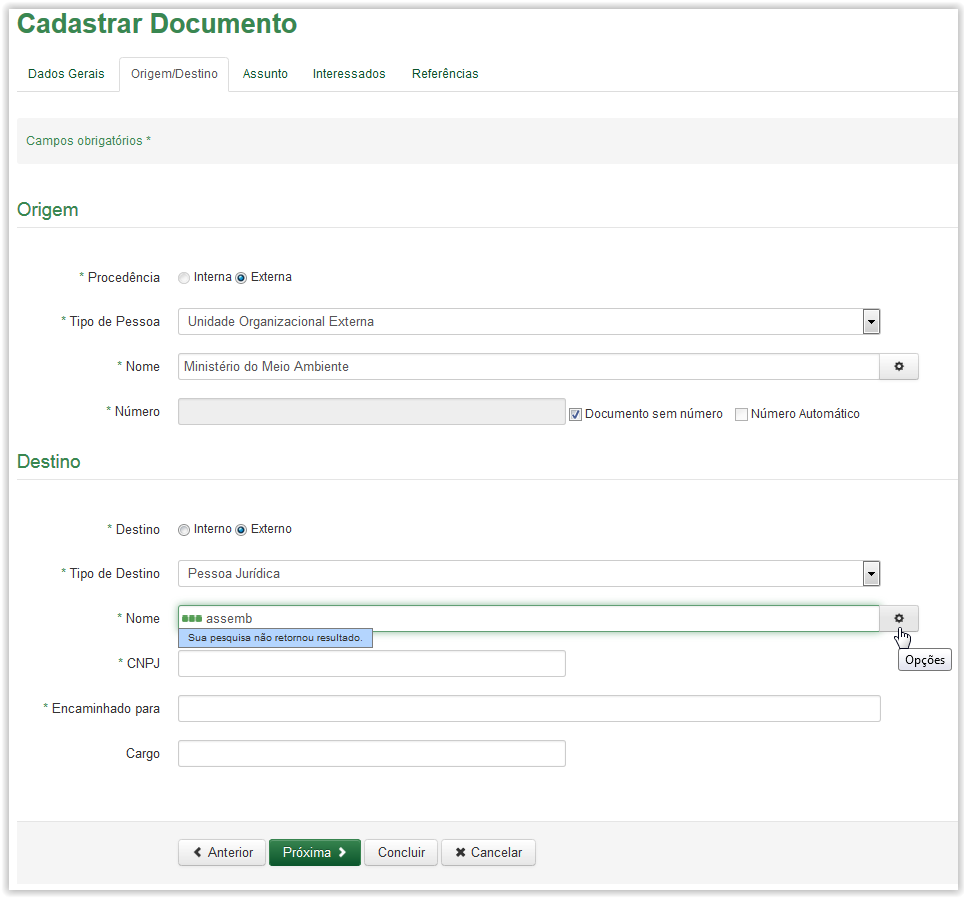 Cadastrar Documento
Dados Gerais Origem/Destino Assunto Interessados Referências
Campos obrigatórios *
Origem
* Procedência Interna Externa
* Tipo de Pessoa Unidade Organizacional Externa
* Nome Ministério do Meio Ambiente
* Número Documento sem número Número Automático
Destino
* Destino Interno Externo
* Tipo de Destino Pessoa Jurídica
* Nome assemb
Sua pesquisa não retornou resultado.
Opções
* CNPJ
* Encaminhado para
Cargo
Anterior Próxima Concluir Cancelar